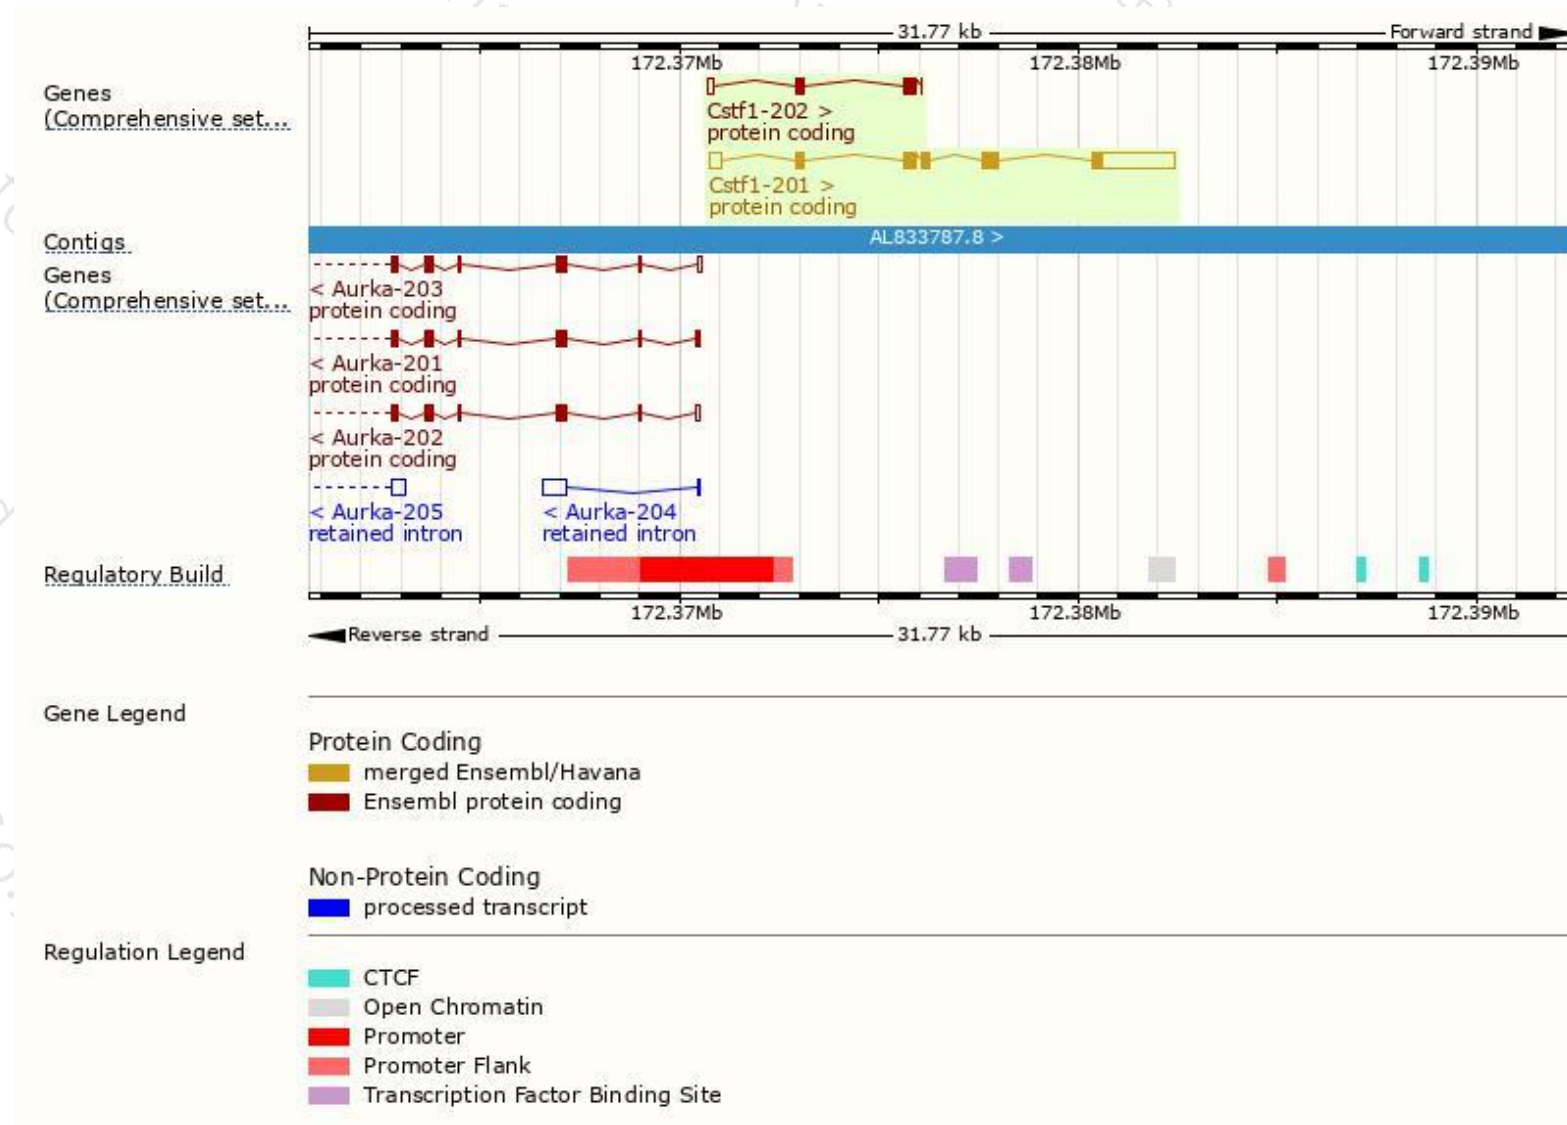 31.77 kb
Forward strand
172.37Mb 172.38Mb 172.39Mb
Genes
(Comprehensive set...
Cstf1-202 >
protein coding
Cstf1-201 >
protein coding
Contigs
AL833787.8 >
Genes
(Comprehensive set...
< Aurka-203
protein coding
< Aurka-201
protein coding
< Aurka-202
protein coding
< Aurka-205 < Aurka-204
retained intron retained intron
Regulatory Build
172.37Mb 172.38Mb 172.39Mb
Reverse strand 31.77 kb
Gene Legend
Protein Coding
merged Ensembl/Havana
Ensembl protein coding
Non-Protein Coding
processed transcript
Regulation Legend
CTCF
Open Chromatin
Promoter
Promoter Flank
Transcription Factor Binding Site